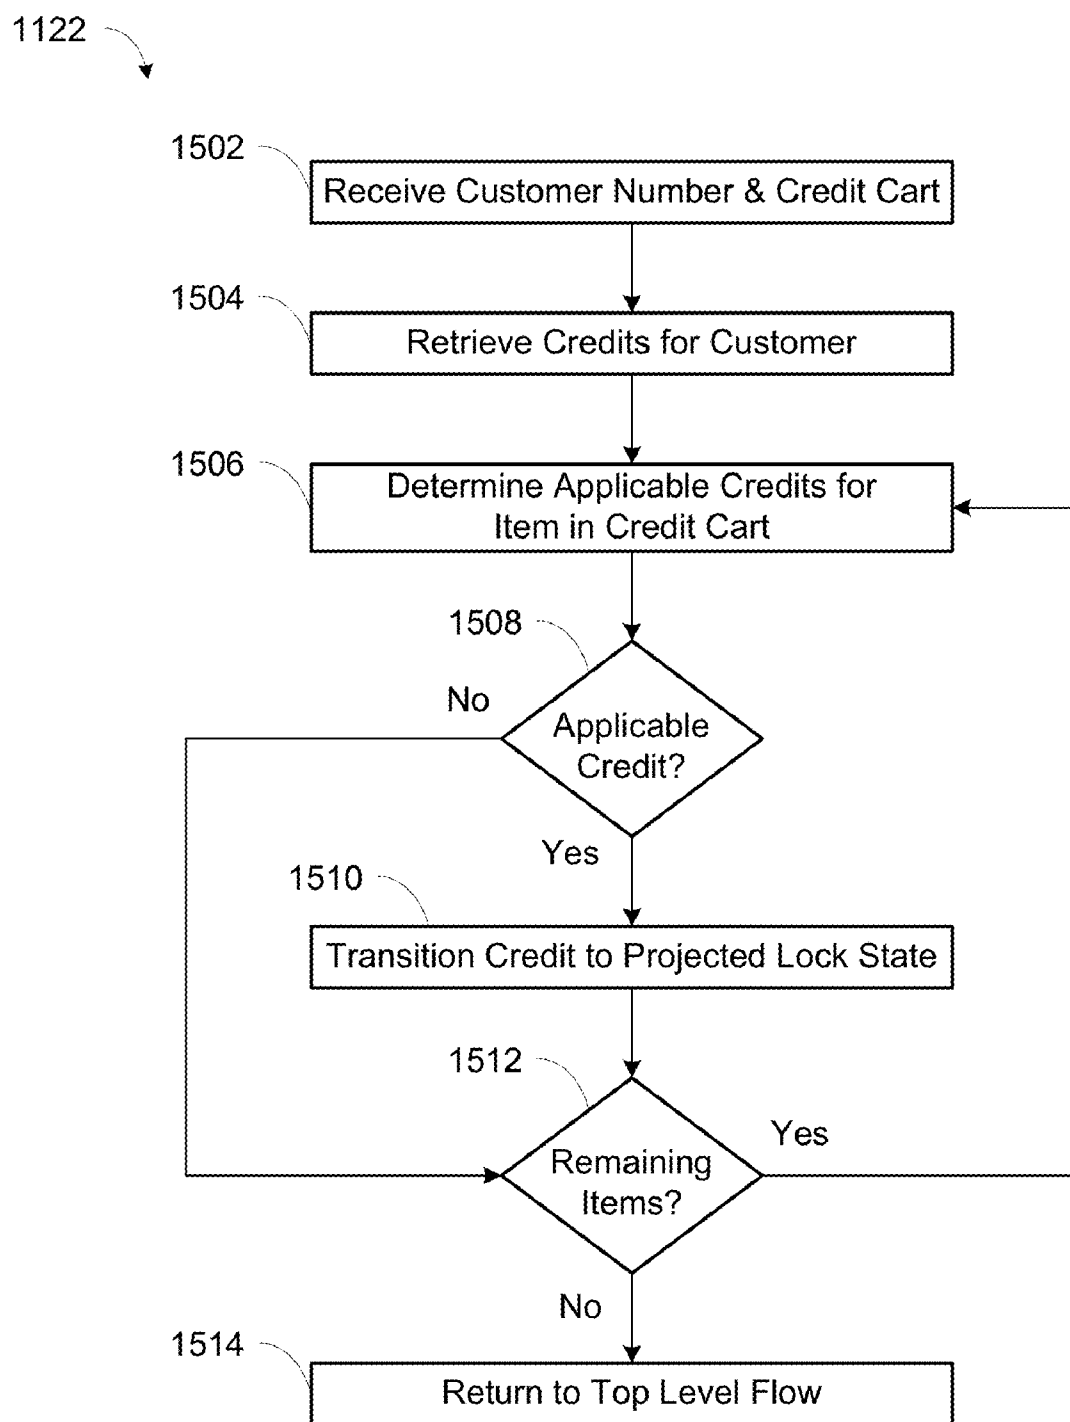 1122
1502
Receive Customer Number & Credit Cart
1504
Retrieve Credits for Customer
1506
Determine Applicable Credits for
Item in Credit Cart
1508
No
Applicable
Credit?
Yes
1510
Transition Credit to Projected Lock State
1512
Yes
Remaining
Items?
No
1514
Return to Top Level Flow